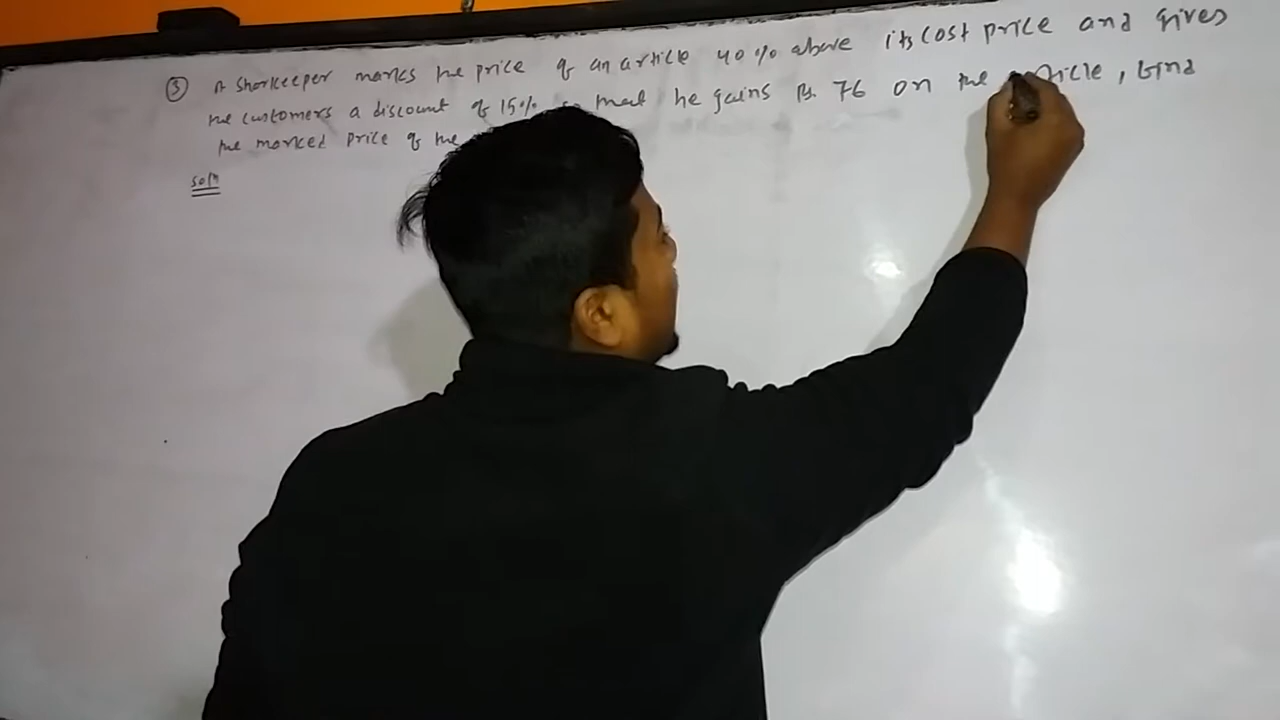 ③ A shopkeeper marks the price of an article 40% above its cost price and gives
the customers a discount of 15% that he gains Rs. 76 on the article, find
the marked price of the
Soln